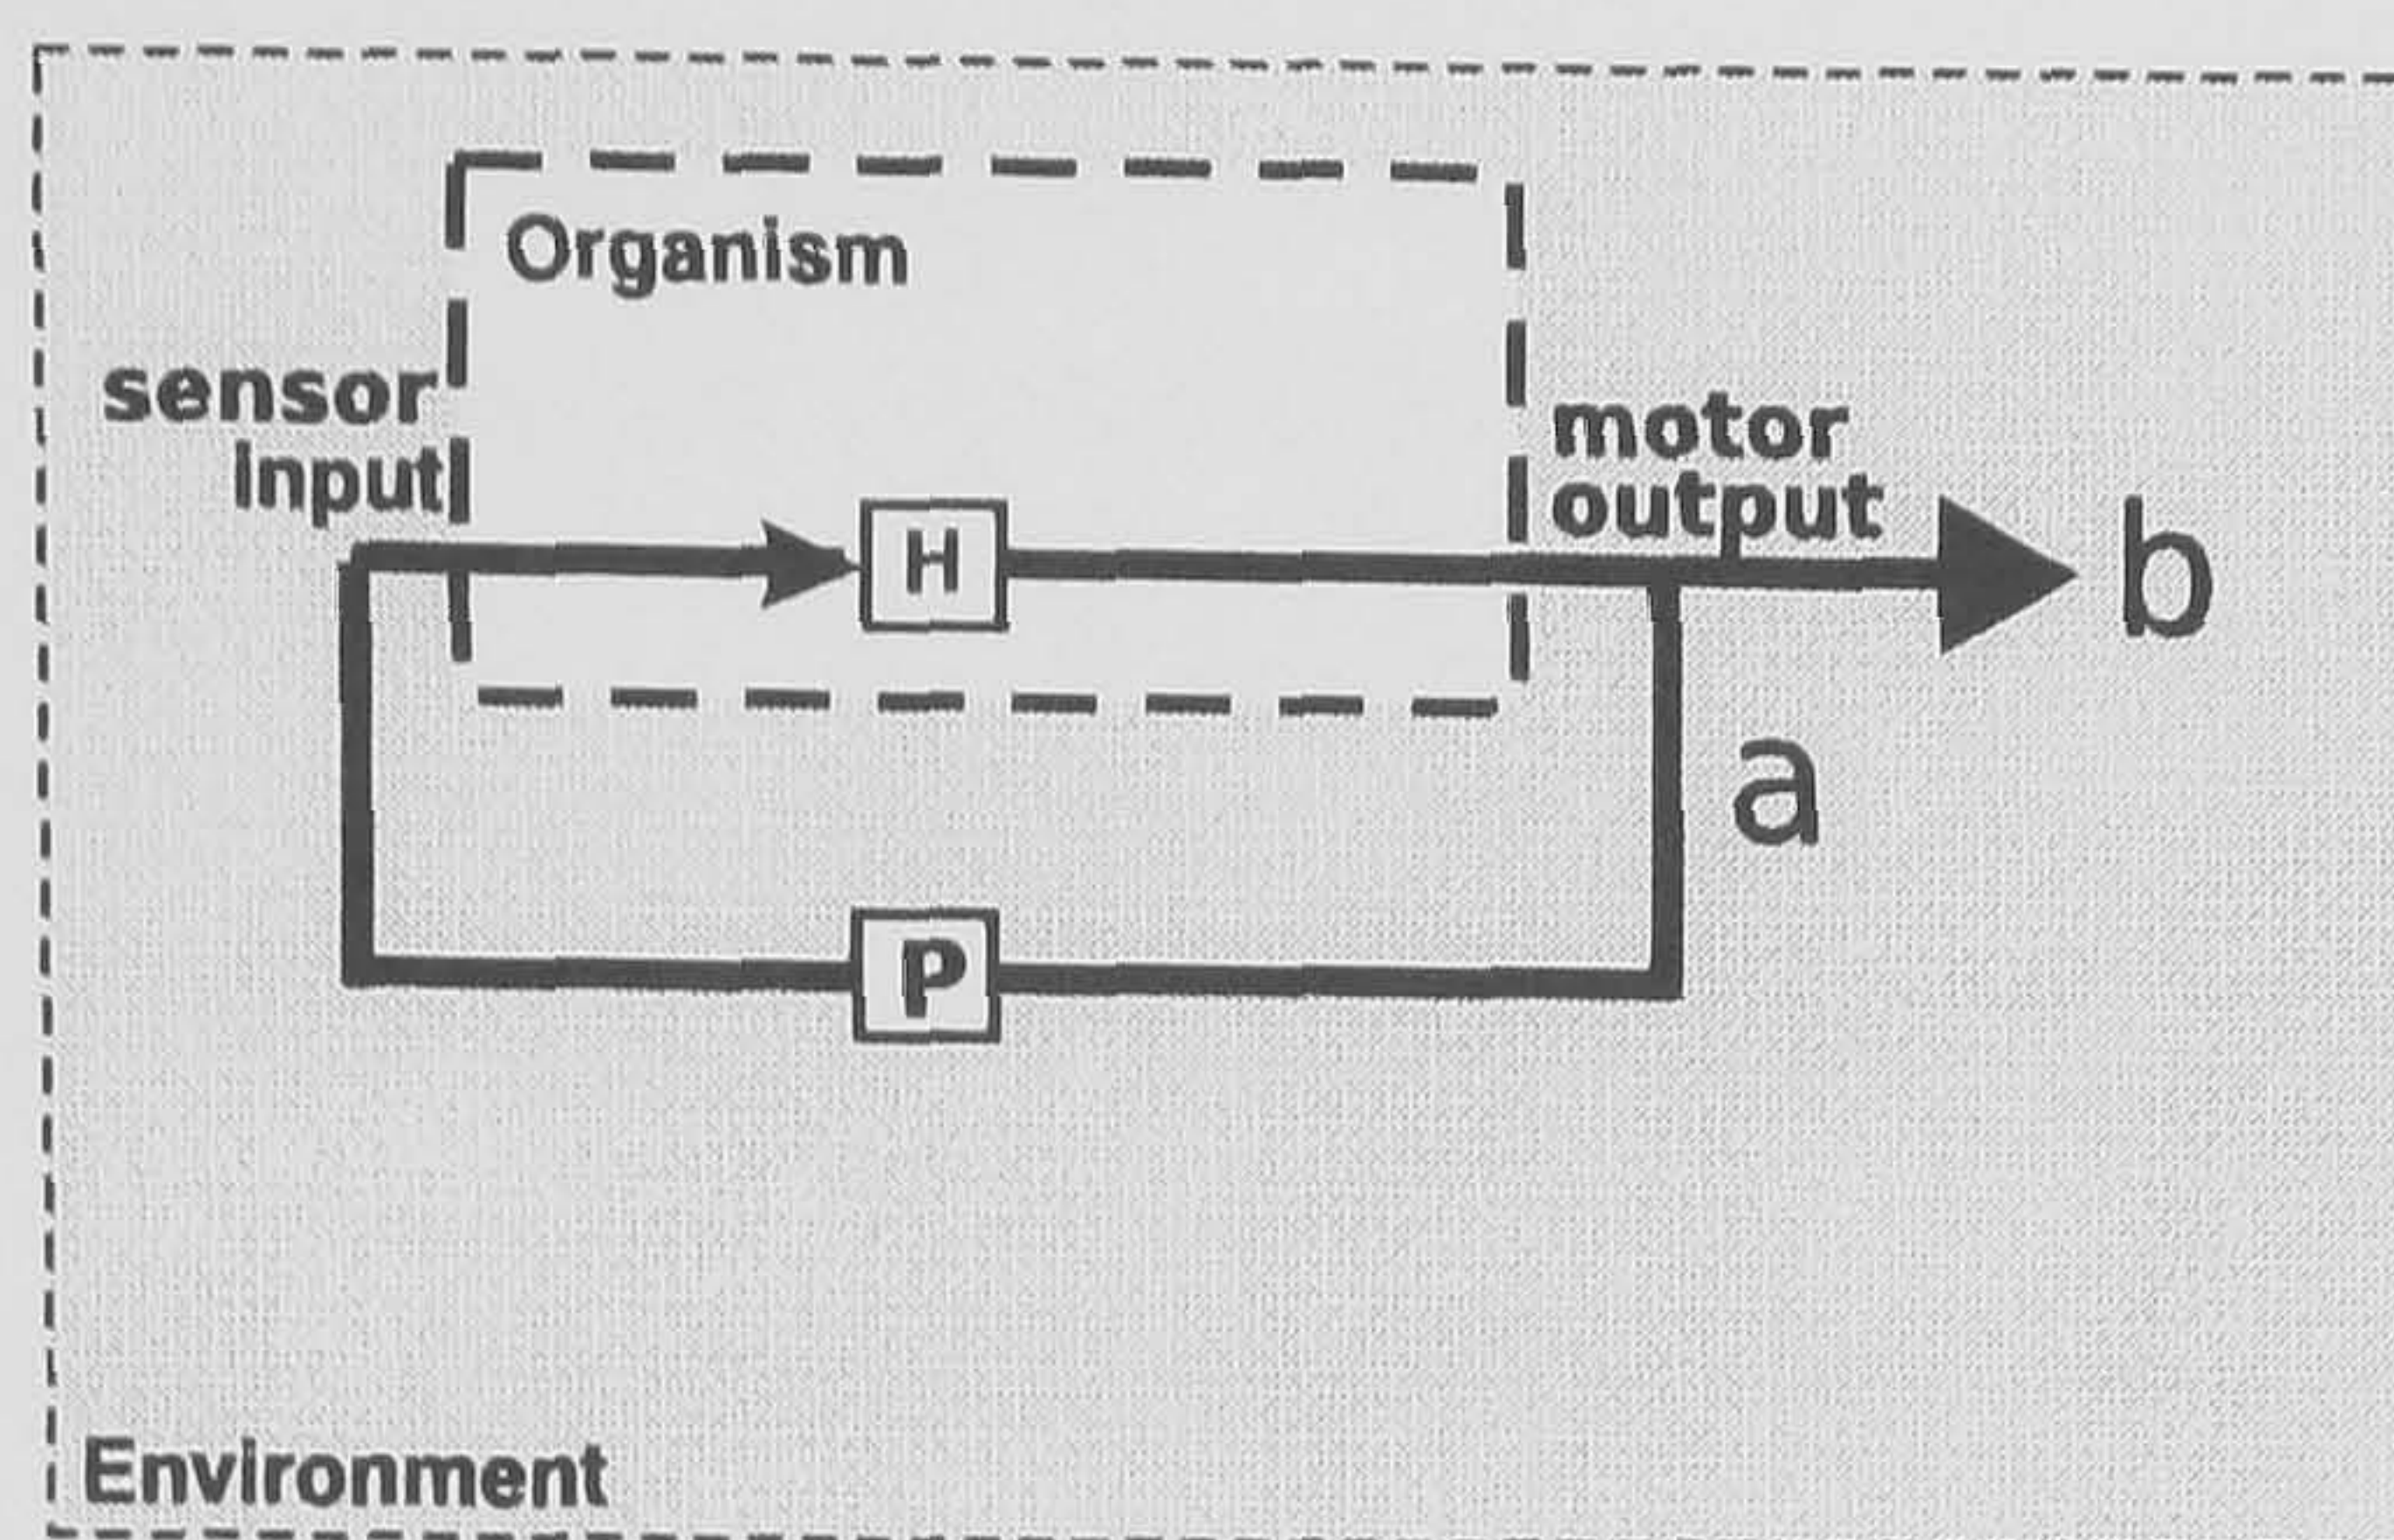 Organism
sensor
input
motor
output
H
b
a
P
Environment